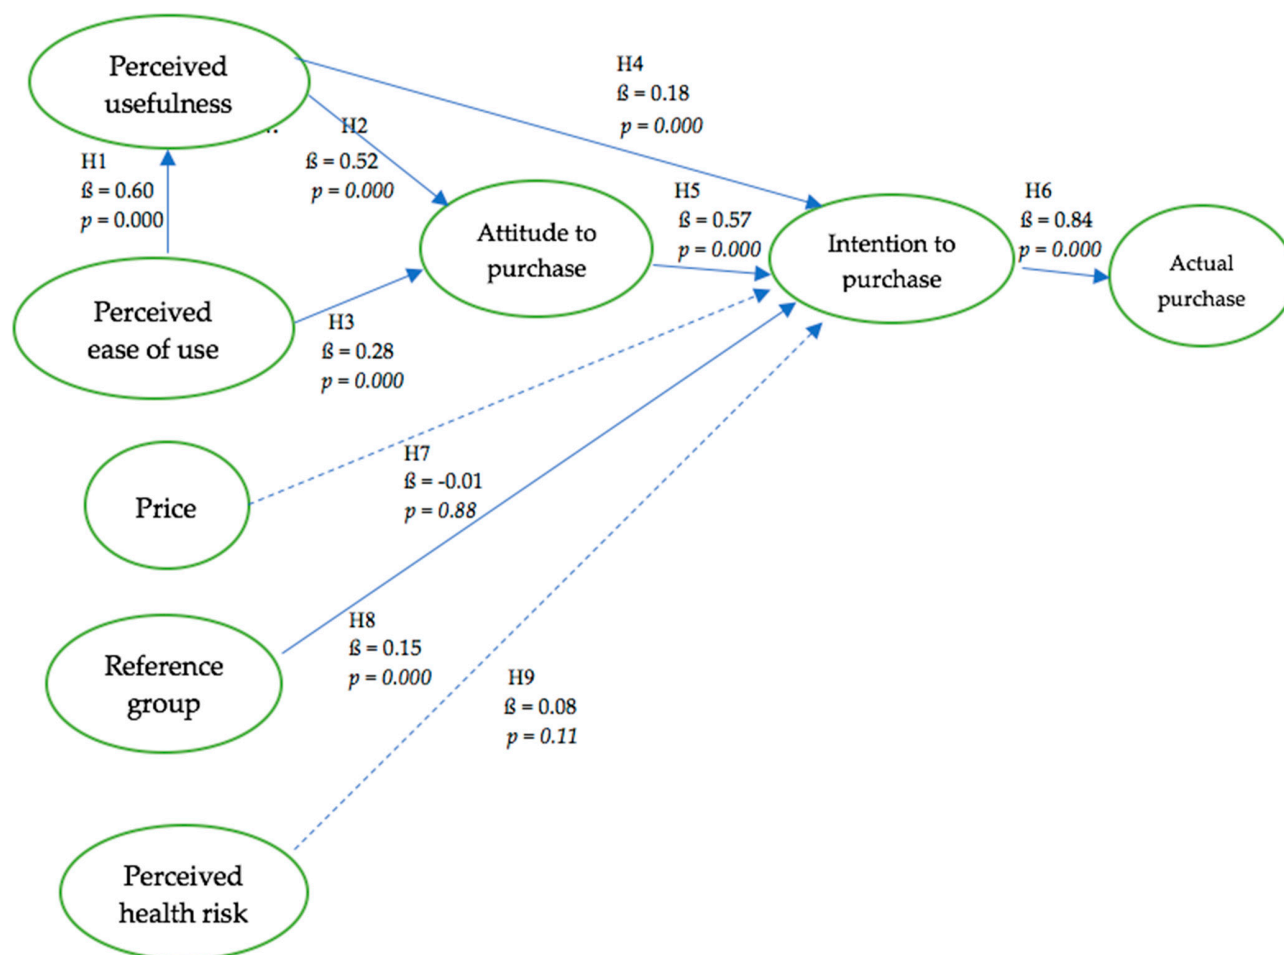 Perceived
usefulness
..
H1
ß = 0.60
p = 0.000
H2
ß = 0.52
p = 0.000
H4
ß = 0.18
p = 0.000
Perceived
ease of use
H3
ß = 0.28
p = 0.000
Attitude to
purchase
H5
ß = 0.57
p = 0.000
Intention to
purchase
H6
ß = 0.84
p = 0.000
Actual
purchase
Price
H7
ß = -0.01
p = 0.88
Reference
group
H8
ß = 0.15
p = 0.000
Perceived
health risk
H9
ß = 0.08
p = 0.11